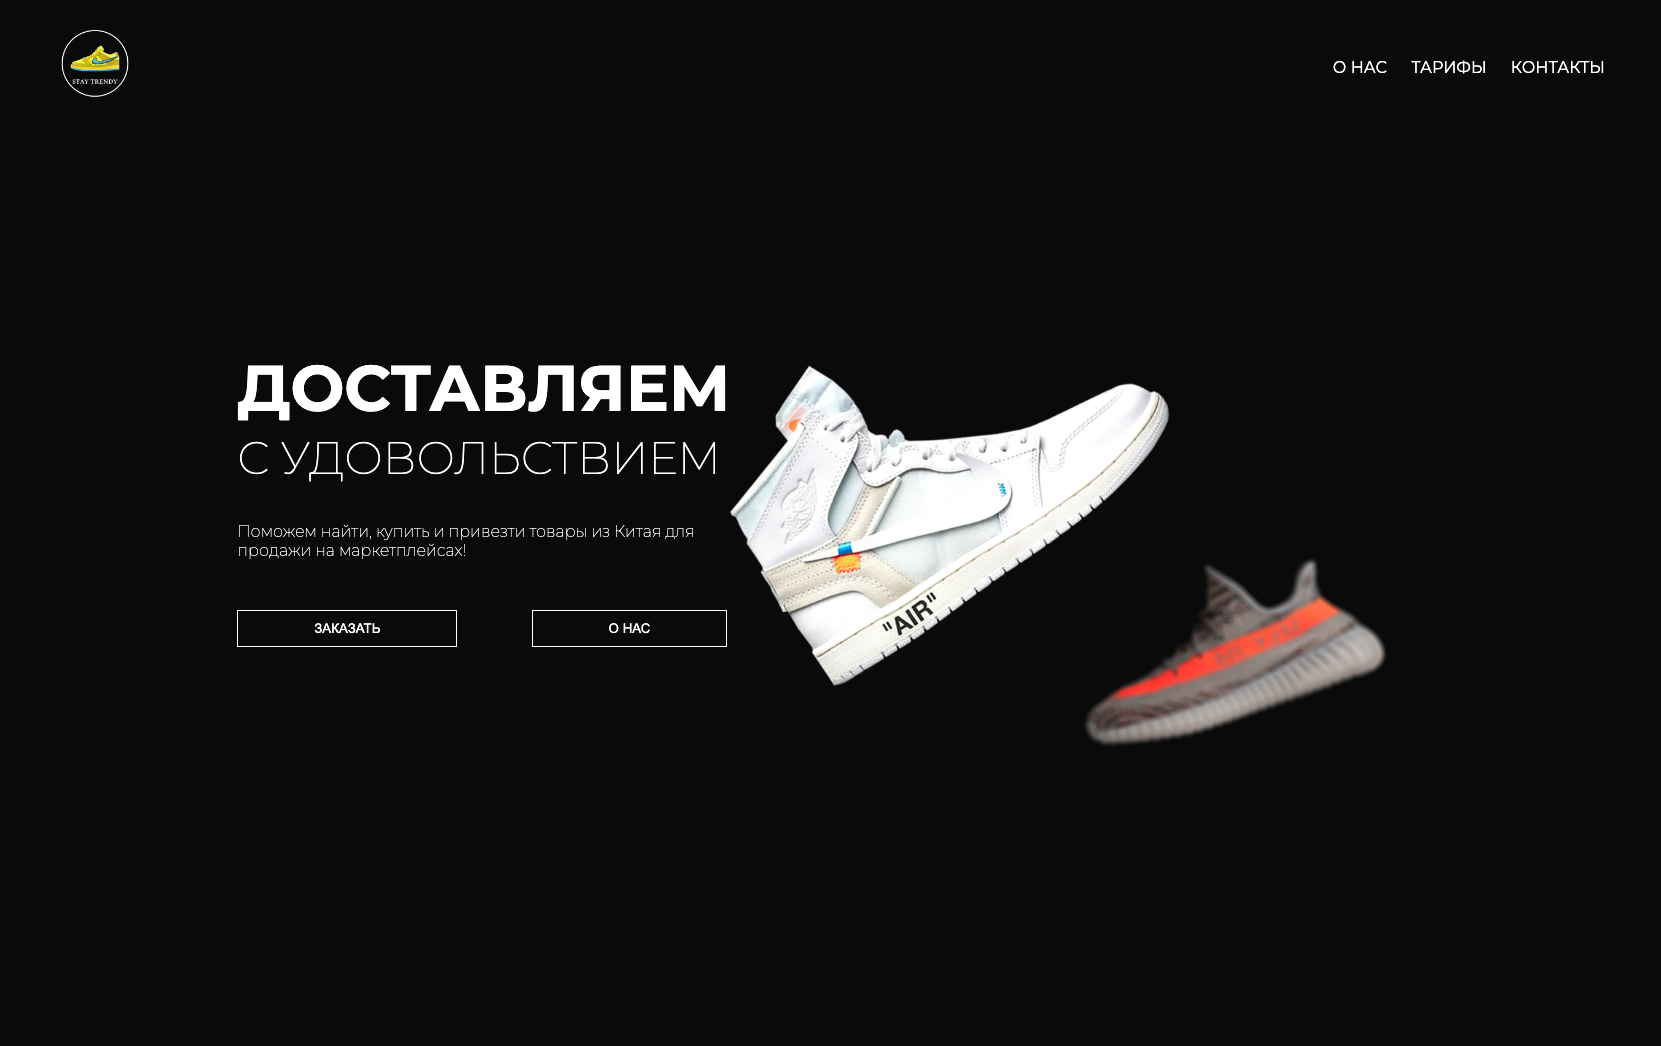 STAY TRENDY
О НАС ТАРИФЫ КОНТАКТЫ
ДОСТАВЛЯЕМ
С УДОВОЛЬСТВИЕМ
Поможем найти, купить и привезти товары из Китая для
продажи на маркетплейсах!
ЗАКАЗАТЬ О НАС
"AIR"